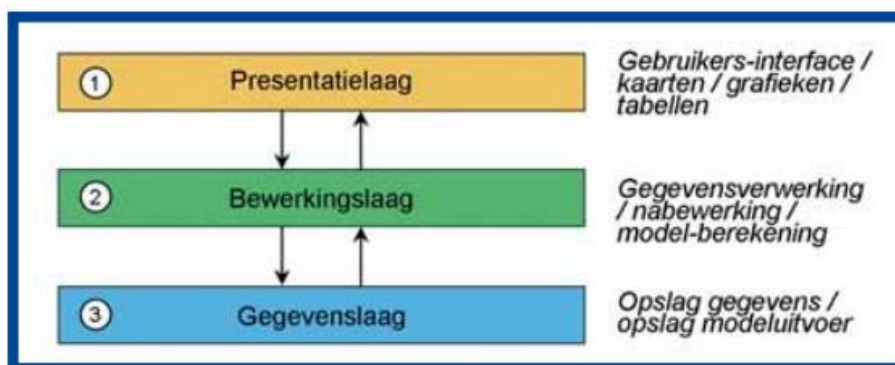 1 Presentatielaag
Gebruikers-interface /
kaarten / grafieken /
tabellen
2 Bewerkingslaag
Gegevensverwerking
/ nabewerking /
model-berekening
3 Gegevenslaag
Opslag gegevens /
opslag modeluitvoer